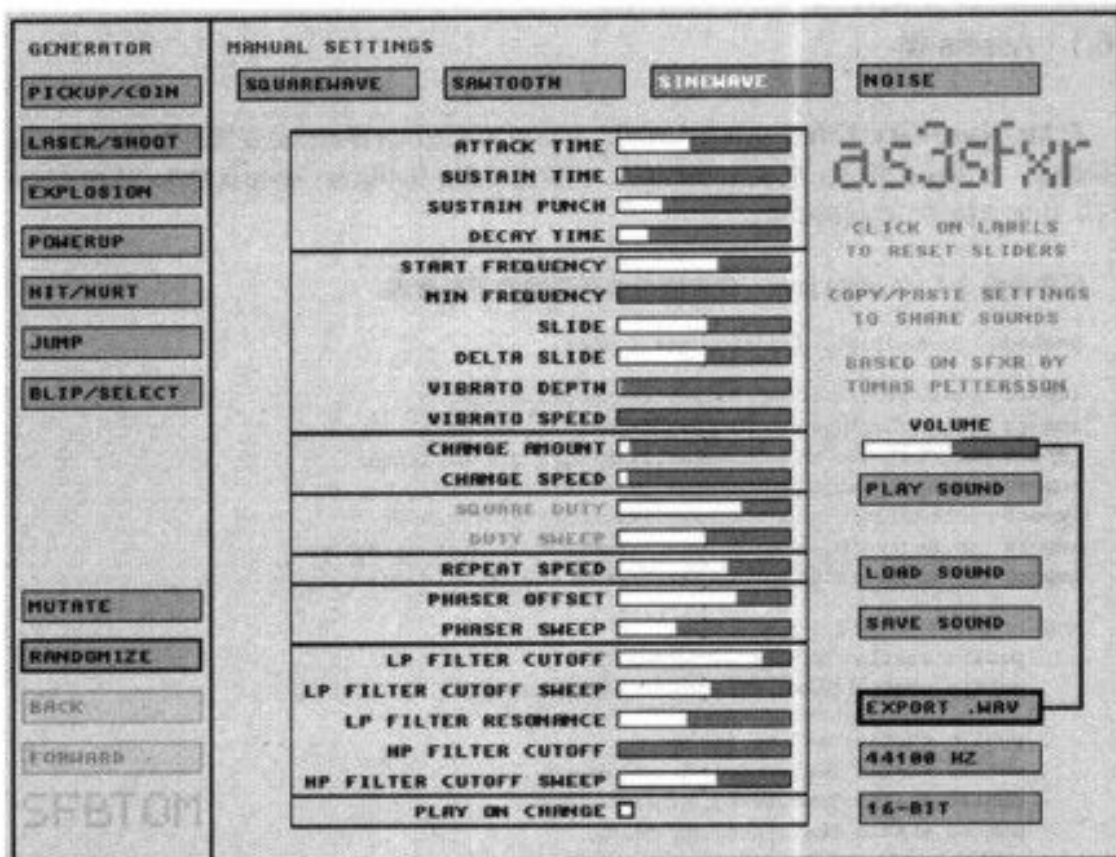 GENERATOR
PICKUP/COIN
LASER/SHOOT
EXPLOSION
POWERUP
HIT/HURT
JUMP
BLIP/SELECT
MUTATE
RANDOMIZE
BACK
FORWARD
SFBTOM
MANUAL SETTINGS
SQUAREWAVE SAWTOOTH SINEWAVE NOISE
ATTACK TIME
SUSTAIN TIME
SUSTAIN PUNCH
DECAY TIME
START FREQUENCY
MIN FREQUENCY
SLIDE
DELTA SLIDE
VIBRATO DEPTH
VIBRATO SPEED
CHANGE AMOUNT
CHANGE SPEED
SQUARE DUTY
DUTY SWEEP
REPEAT SPEED
PHASER OFFSET
PHASER SWEEP
LP FILTER CUTOFF
LP FILTER CUTOFF SWEEP
LP FILTER RESONANCE
HP FILTER CUTOFF
HP FILTER CUTOFF SWEEP
PLAY ON CHANGE
as3sfxr
CLICK ON LABELS
TO RESET SLIDERS
COPY/PASTE SETTINGS
TO SHARE SOUNDS
BASED ON SFXR BY
TOMAS PETTERSSON
VOLUME
PLAY SOUND
LOAD SOUND
SAVE SOUND
EXPORT .WAV
44100 HZ
16-BIT